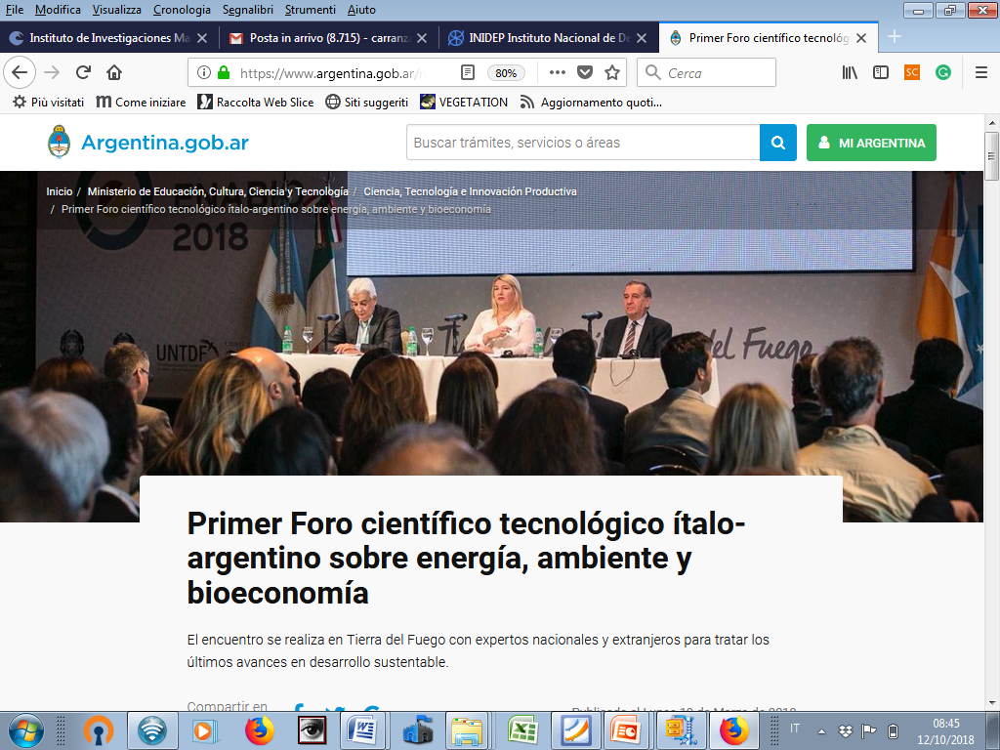 File Modifica Visualizza Cronologia Segnalibri Strumenti Aiuto
Instituto de Investigaciones Ma
Posta in arrivo (8.715) - carranz
INIDEP Instituto Nacional de De
Primer Foro científico tecnológ
https://www.argentina.gob.ar/
80%
Cerca
SC
Più visitati Come iniziare Raccolta Web Slice Siti suggeriti VEGETATION Aggiornamento quoti...
Argentina.gob.ar
Buscar trámites, servicios o áreas
MI ARGENTINA
Inicio / Ministerio de Educación, Cultura, Ciencia y Tecnología / Ciencia, Tecnología e Innovación Productiva
/ Primer Foro científico tecnológico ítalo-argentino sobre energía, ambiente y bioeconomía
2018
UNTDF
del Fuego
Primer Foro científico tecnológico ítalo-
argentino sobre energía, ambiente y
bioeconomía
El encuentro se realiza en Tierra del Fuego con expertos nacionales y extranjeros para tratar los
últimos avances en desarrollo sustentable.
Compartir en
IT
08:45
12/10/2018